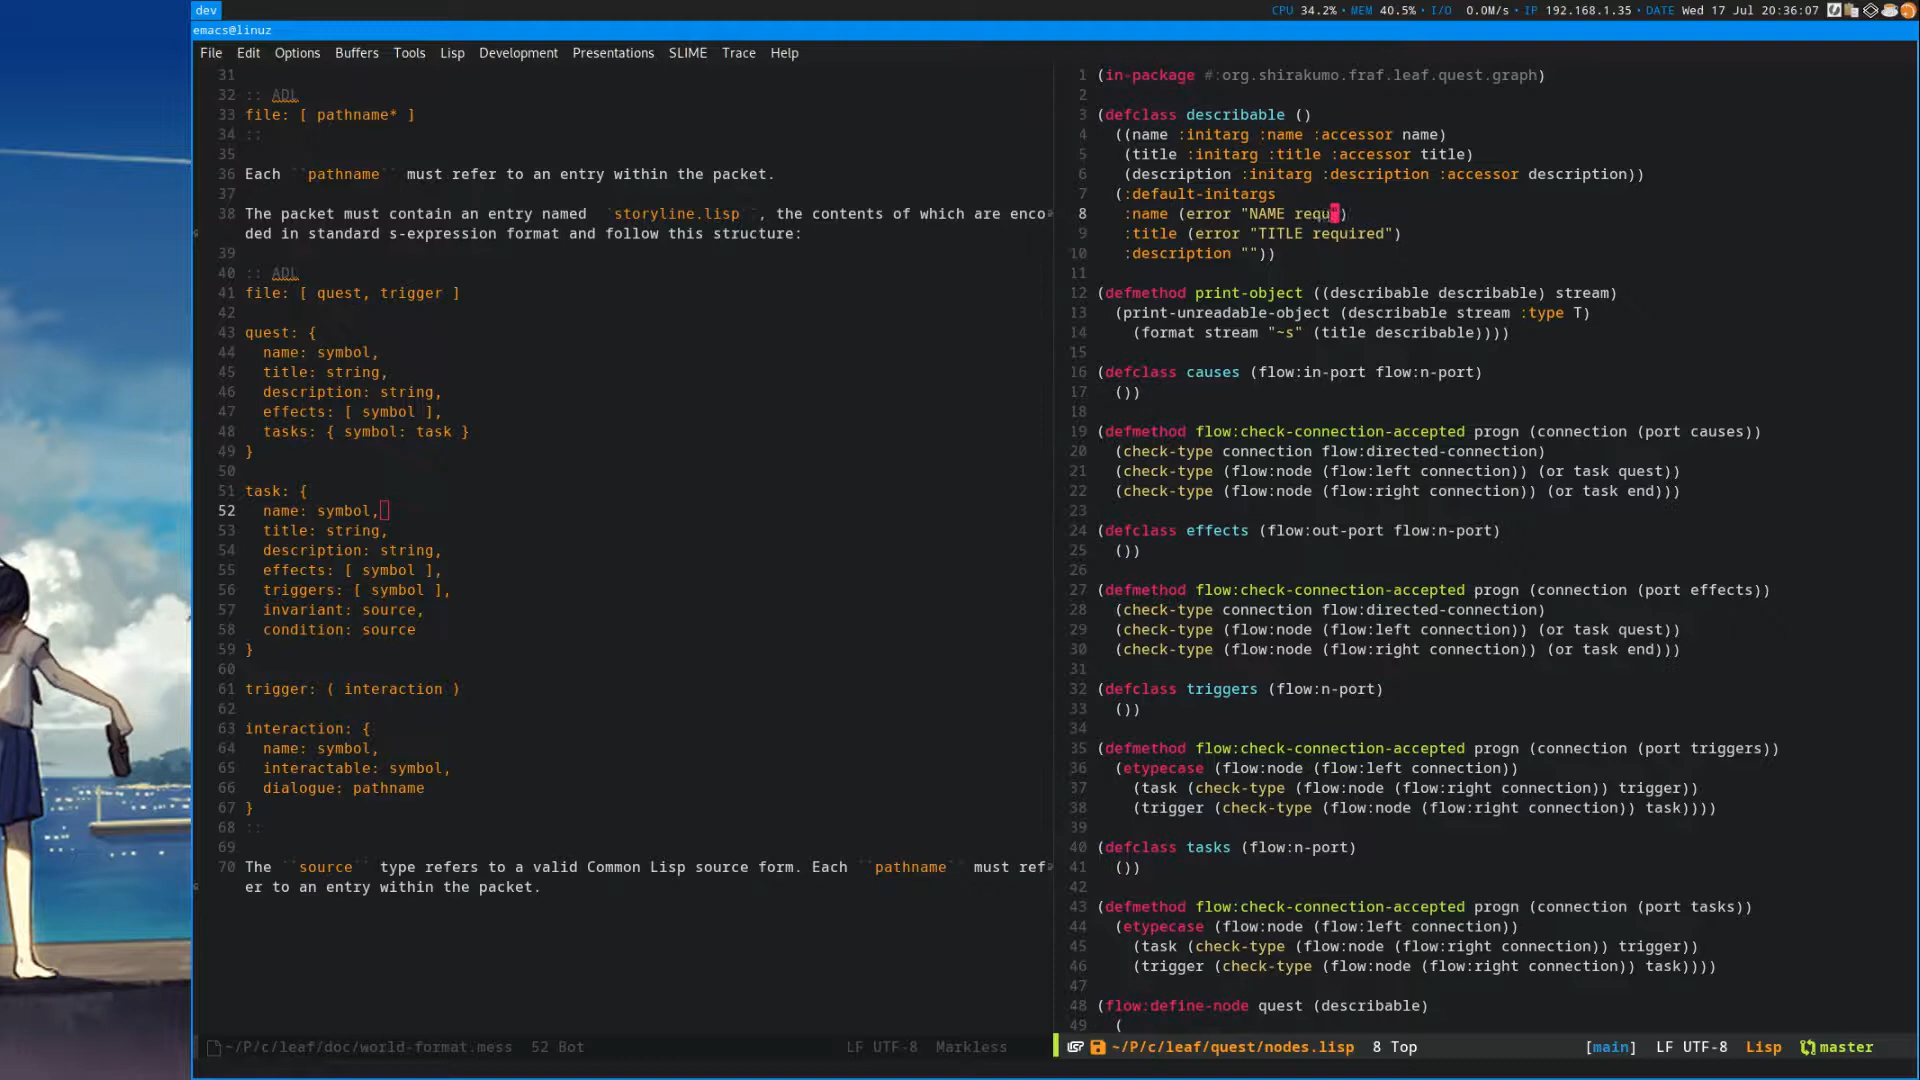 dev
CPU 34.2% • MEM 40.5% • I/O 0.0M/s • IP 192.168.1.35 • DATE Wed 17 Jul 20:36:07
emacs@linuz
File Edit Options Buffers Tools Lisp Development Presentations SLIME Trace Help
31
32 :: ADL
33 file: [ pathname* ]
34 ::
35
36 Each ``pathname`` must refer to an entry within the packet.
37
38 The packet must contain an entry named ``storyline.lisp``, the contents of which are enco
ded in standard s-expression format and follow this structure:
39
40 :: ADL
41 file: [ quest, trigger ]
42
43 quest: {
44 name: symbol,
45 title: string,
46 description: string,
47 effects: [ symbol ],
48 tasks: { symbol: task }
49 }
50
51 task: {
52 name: symbol,
53 title: string,
54 description: string,
55 effects: [ symbol ],
56 triggers: [ symbol ],
57 invariant: source,
58 condition: source
59 }
60
61 trigger: ( interaction )
62
63 interaction: {
64 name: symbol,
65 interactable: symbol,
66 dialogue: pathname
67 }
68 ::
69
70 The ``source`` type refers to a valid Common Lisp source form. Each ``pathname`` must ref
er to an entry within the packet.
~/P/c/leaf/doc/world-format.mess 52 Bot LF UTF-8 Markless
1 (in-package #:org.shirakumo.fraf.leaf.quest.graph)
2
3 (defclass describable ()
4 ((name :initarg :name :accessor name)
5 (title :initarg :title :accessor title)
6 (description :initarg :description :accessor description))
7 (:default-initargs
8 :name (error "NAME requ")
9 :title (error "TITLE required")
10 :description ""))
11
12 (defmethod print-object ((describable describable) stream)
13 (print-unreadable-object (describable stream :type T)
14 (format stream "~s" (title describable))))
15
16 (defclass causes (flow:in-port flow:n-port)
17 ())
18
19 (defmethod flow:check-connection-accepted progn (connection (port causes))
20 (check-type connection flow:directed-connection)
21 (check-type (flow:node (flow:left connection)) (or task quest))
22 (check-type (flow:node (flow:right connection)) (or task end)))
23
24 (defclass effects (flow:out-port flow:n-port)
25 ())
26
27 (defmethod flow:check-connection-accepted progn (connection (port effects))
28 (check-type connection flow:directed-connection)
29 (check-type (flow:node (flow:left connection)) (or task quest))
30 (check-type (flow:node (flow:right connection)) (or task end)))
31
32 (defclass triggers (flow:n-port)
33 ())
34
35 (defmethod flow:check-connection-accepted progn (connection (port triggers))
36 (etypecase (flow:node (flow:left connection))
37 (task (check-type (flow:node (flow:right connection)) trigger))
38 (trigger (check-type (flow:node (flow:right connection)) task))))
39
40 (defclass tasks (flow:n-port)
41 ())
42
43 (defmethod flow:check-connection-accepted progn (connection (port tasks))
44 (etypecase (flow:node (flow:left connection))
45 (task (check-type (flow:node (flow:right connection)) trigger))
46 (trigger (check-type (flow:node (flow:right connection)) task))))
47
48 (flow:define-node quest (describable)
49 (
~/P/c/leaf/quest/nodes.lisp 8 Top [main] LF UTF-8 Lisp master